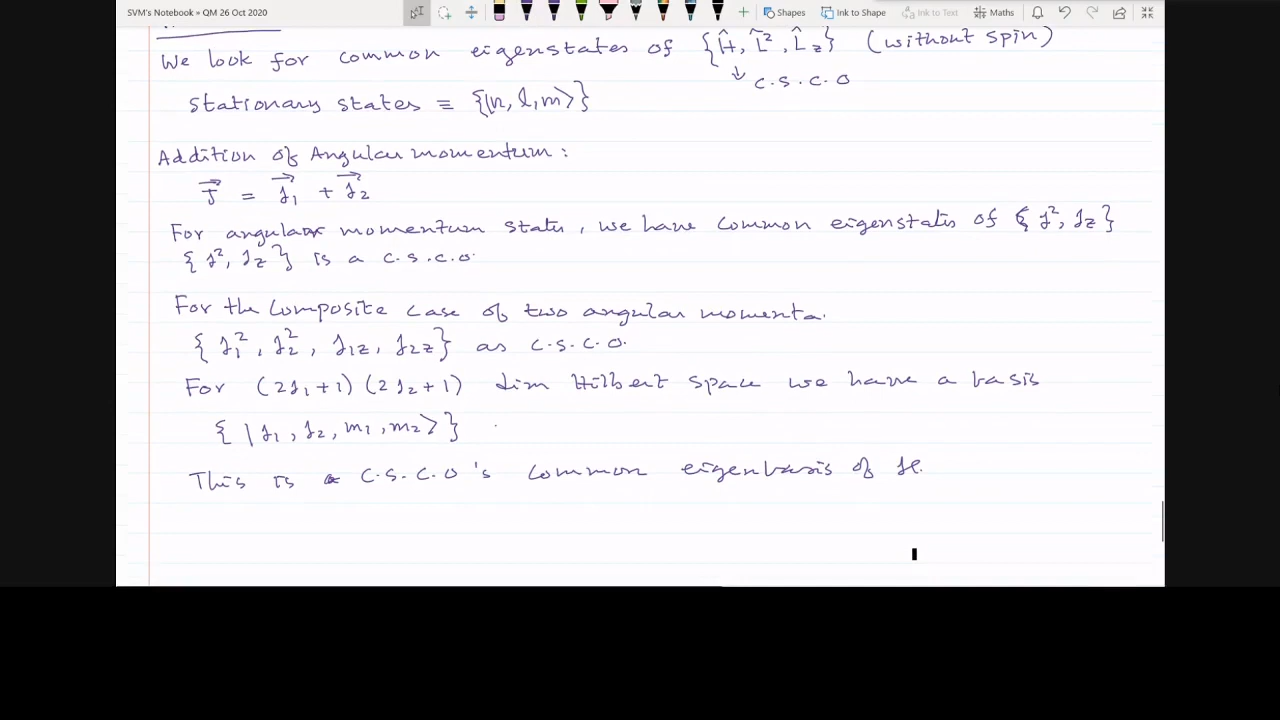 SVM's Notebook » QM 26 Oct 2020
Shapes Ink to Shape Ink to Text Maths
We look for common eigenstates of {Ĥ, L̂², L̂z} (without spin)
↓ c.s.c.o
Stationary states ≡ {|n, l, m>}
Addition of Angular momentum:
J⃗ = J⃗₁ + J⃗₂
For angular momentum states, we have common eigenstates of {J², Jz}
{J², Jz} is a c.s.c.o.
For the composite case of two angular momenta.
{J₁², J₂², J₁z, J₂z} as c.s.c.o.
For (2J₁+1)(2J₂+1) dim Hilbert space we have a basis
{|J₁, J₂, m₁, m₂>}
This is a c.s.c.o's common eigenbasis of ℋ.